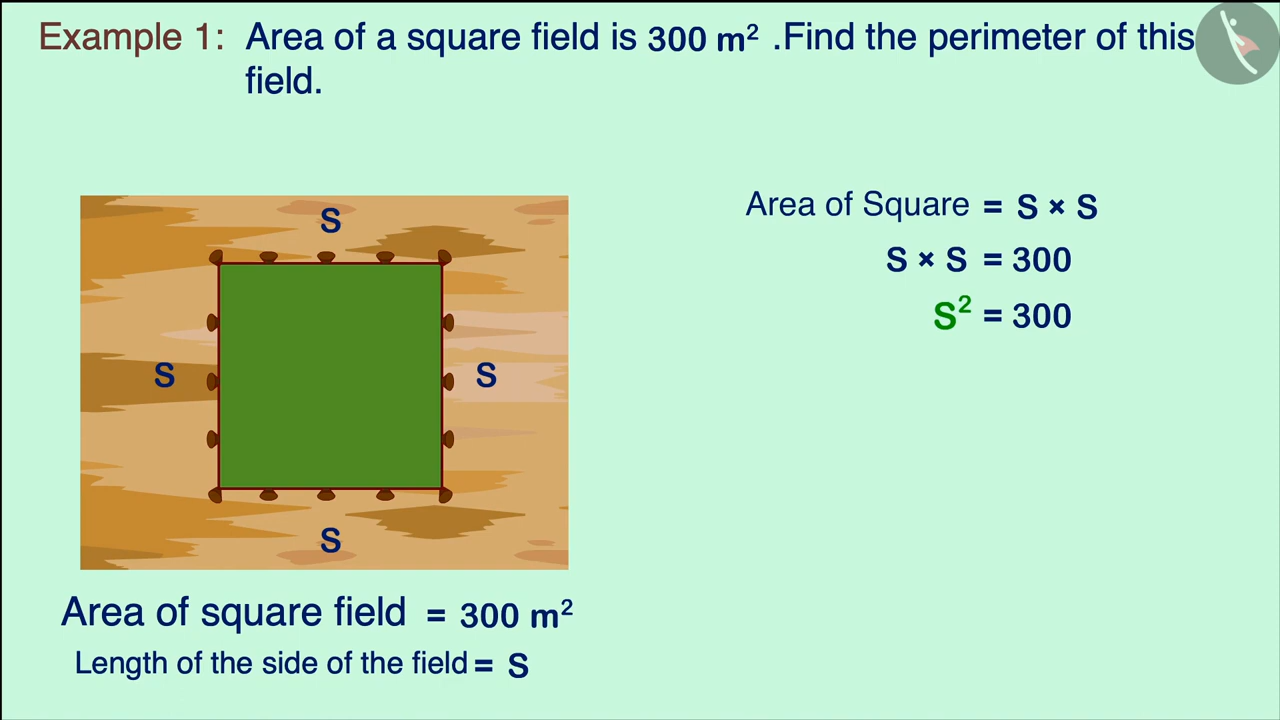 Example 1: Area of a square field is 300 m² .Find the perimeter of this
field.
S
S
S
S
Area of square field = 300 m²
Length of the side of the field = S
Area of Square = S × S
S × S = 300
S² = 300